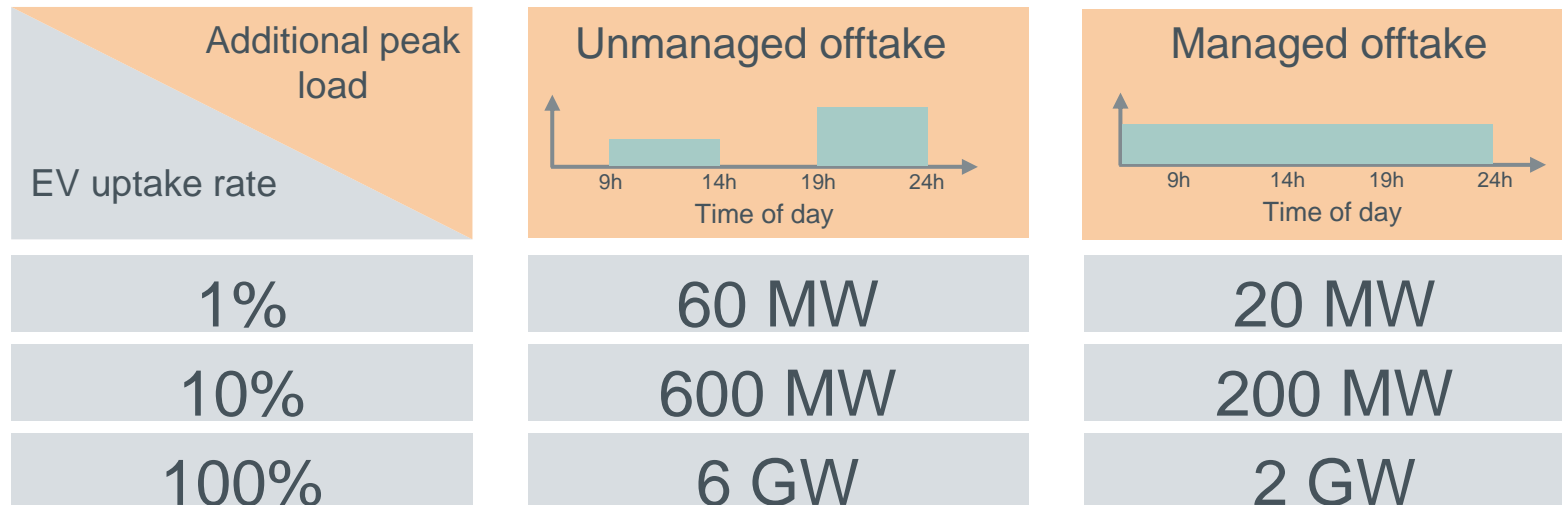 Additional peak
load
EV uptake rate
Unmanaged offtake
9h 14h 19h 24h
Time of day
Managed offtake
9h 14h 19h 24h
Time of day
1% 60 MW 20 MW
10% 600 MW 200 MW
100% 6 GW 2 GW